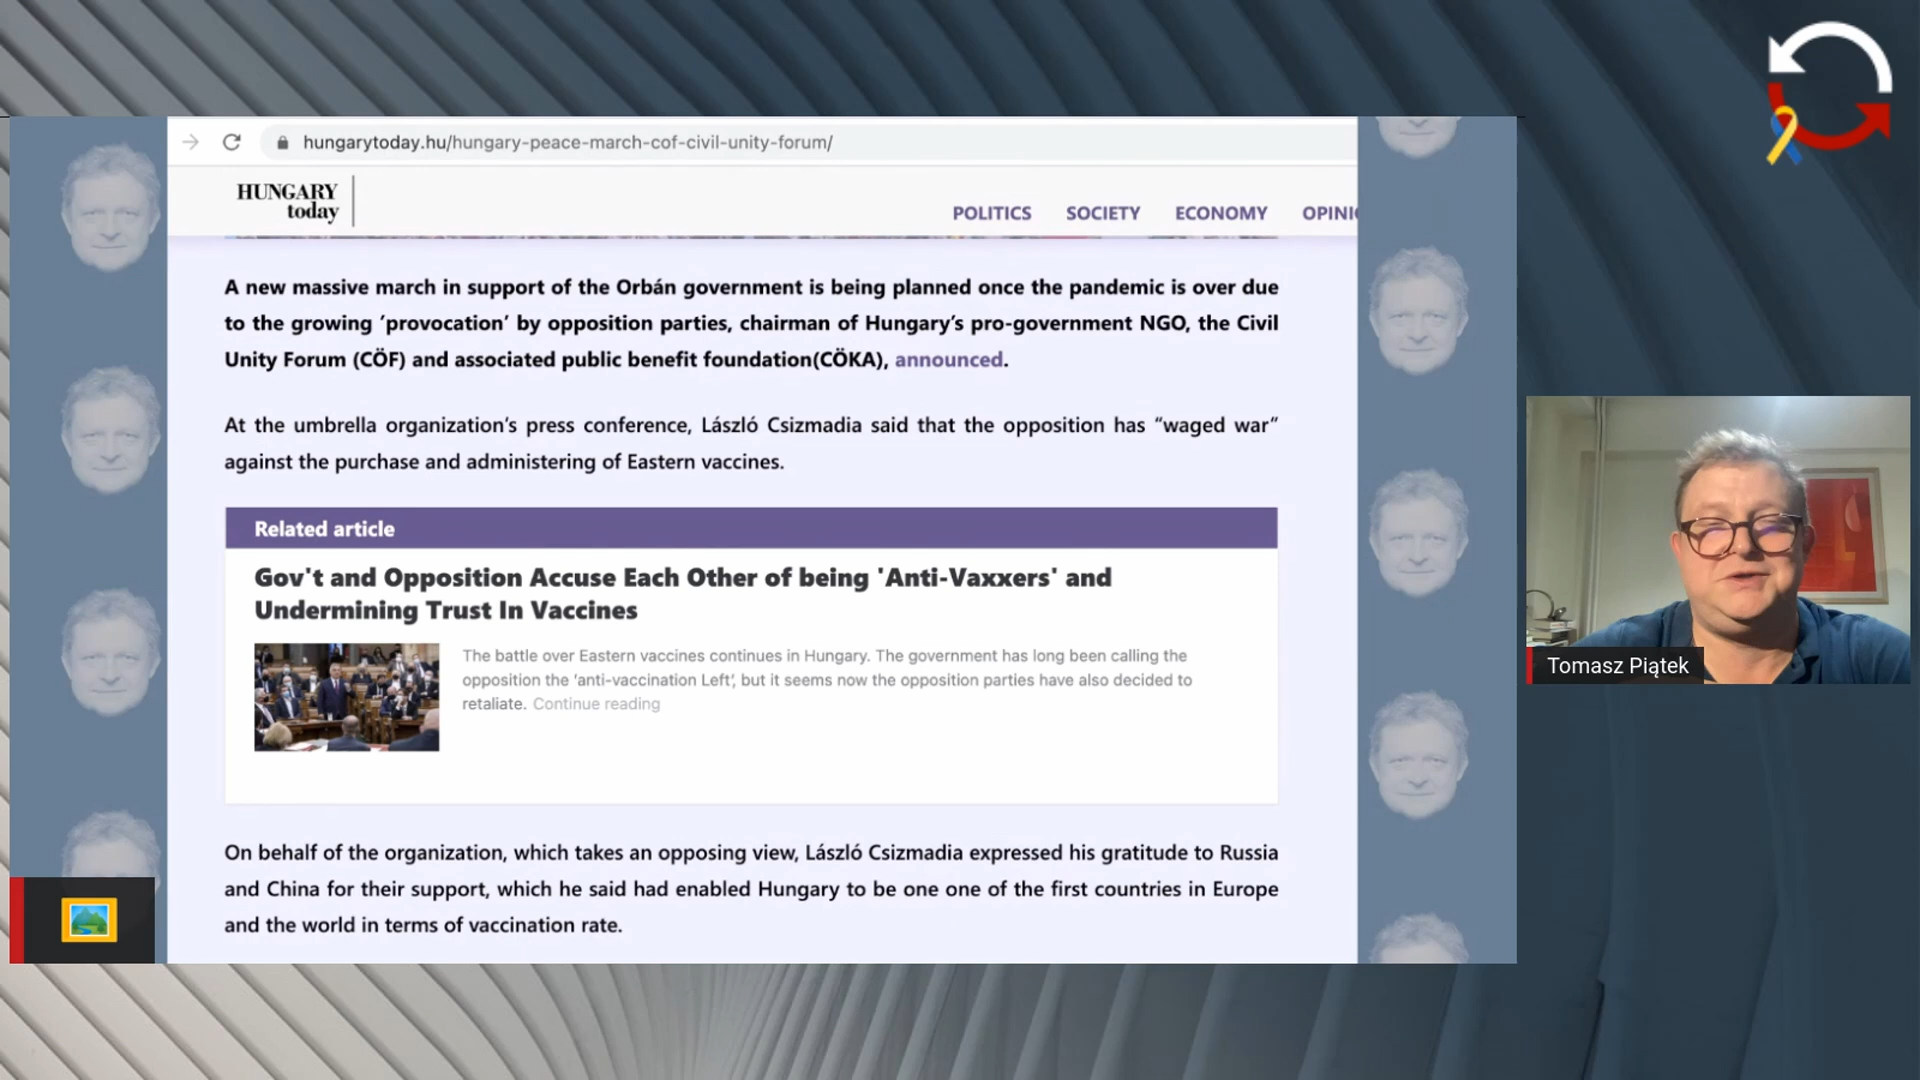 hungarytoday.hu/hungary-peace-march-cof-civil-unity-forum/
HUNGARY
today
POLITICS SOCIETY ECONOMY OPINI
A new massive march in support of the Orbán government is being planned once the pandemic is over due
to the growing ‘provocation’ by opposition parties, chairman of Hungary’s pro-government NGO, the Civil
Unity Forum (CÖF) and associated public benefit foundation(CÖKA), announced.
At the umbrella organization’s press conference, László Csizmadia said that the opposition has “waged war”
against the purchase and administering of Eastern vaccines.
Related article
Gov't and Opposition Accuse Each Other of being 'Anti-Vaxxers' and
Undermining Trust In Vaccines
The battle over Eastern vaccines continues in Hungary. The government has long been calling the
opposition the ‘anti-vaccination Left’, but it seems now the opposition parties have also decided to
retaliate. Continue reading
On behalf of the organization, which takes an opposing view, László Csizmadia expressed his gratitude to Russia
and China for their support, which he said had enabled Hungary to be one one of the first countries in Europe
and the world in terms of vaccination rate.
Tomasz Piątek